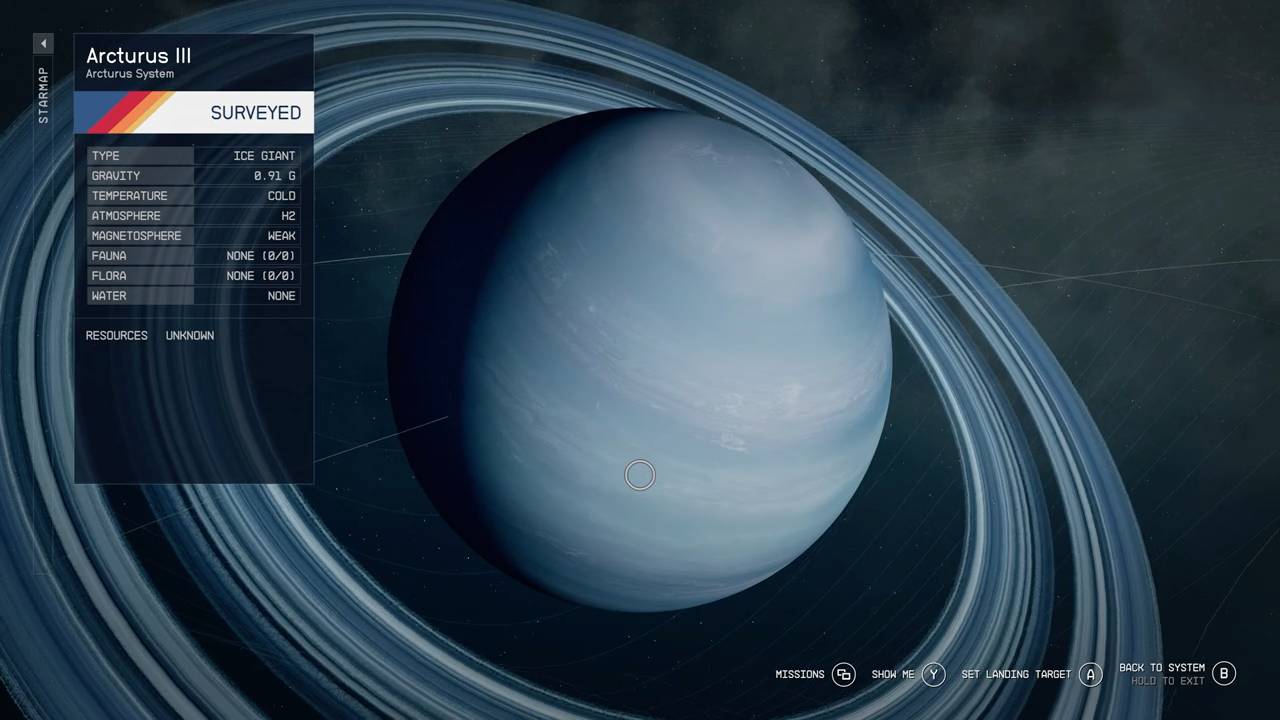 STARMAP
Arcturus III
Arcturus System
SURVEYED
TYPE ICE GIANT
GRAVITY 0.91 G
TEMPERATURE COLD
ATMOSPHERE H2
MAGNETOSPHERE WEAK
FAUNA NONE (0/0)
FLORA NONE (0/0)
WATER NONE
RESOURCES UNKNOWN
MISSIONS
SHOW ME Y
SET LANDING TARGET A
BACK TO SYSTEM B
HOLD TO EXIT